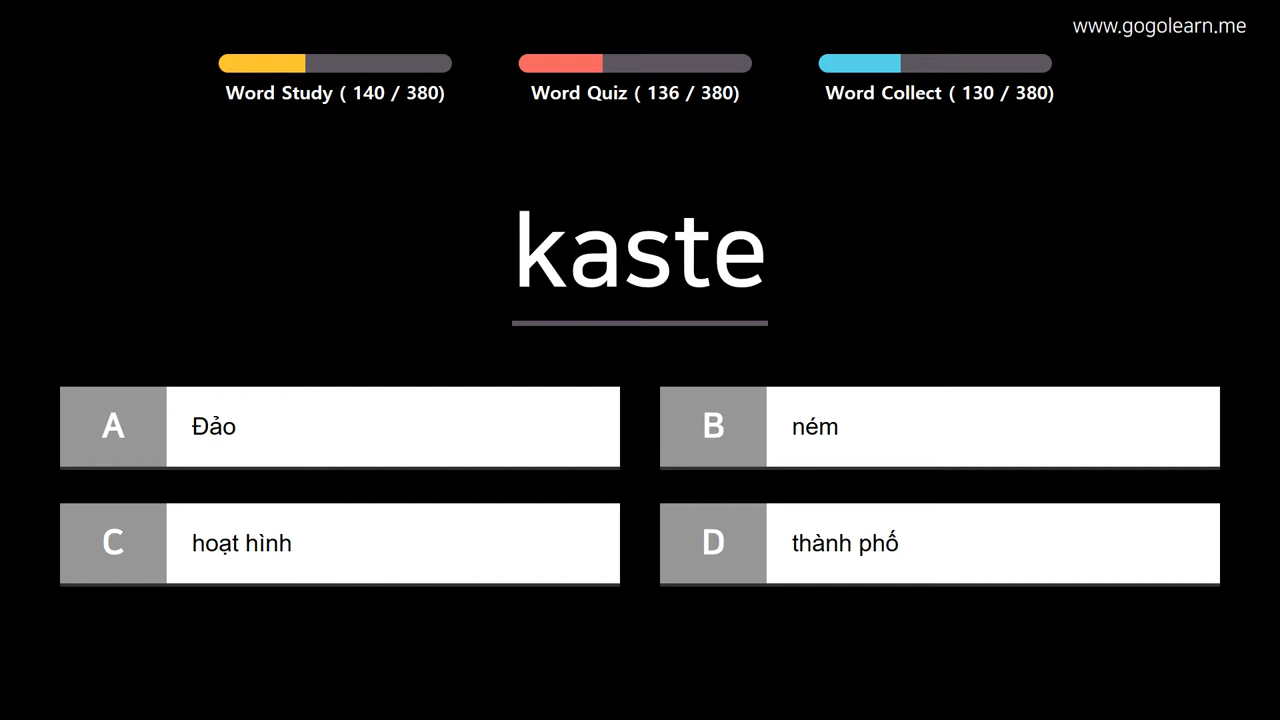 www.gogolearn.me
Word Study ( 140 / 380)
Word Quiz ( 136 / 380)
Word Collect ( 130 / 380)
kaste
A Đảo
B ném
C hoạt hình
D thành phố